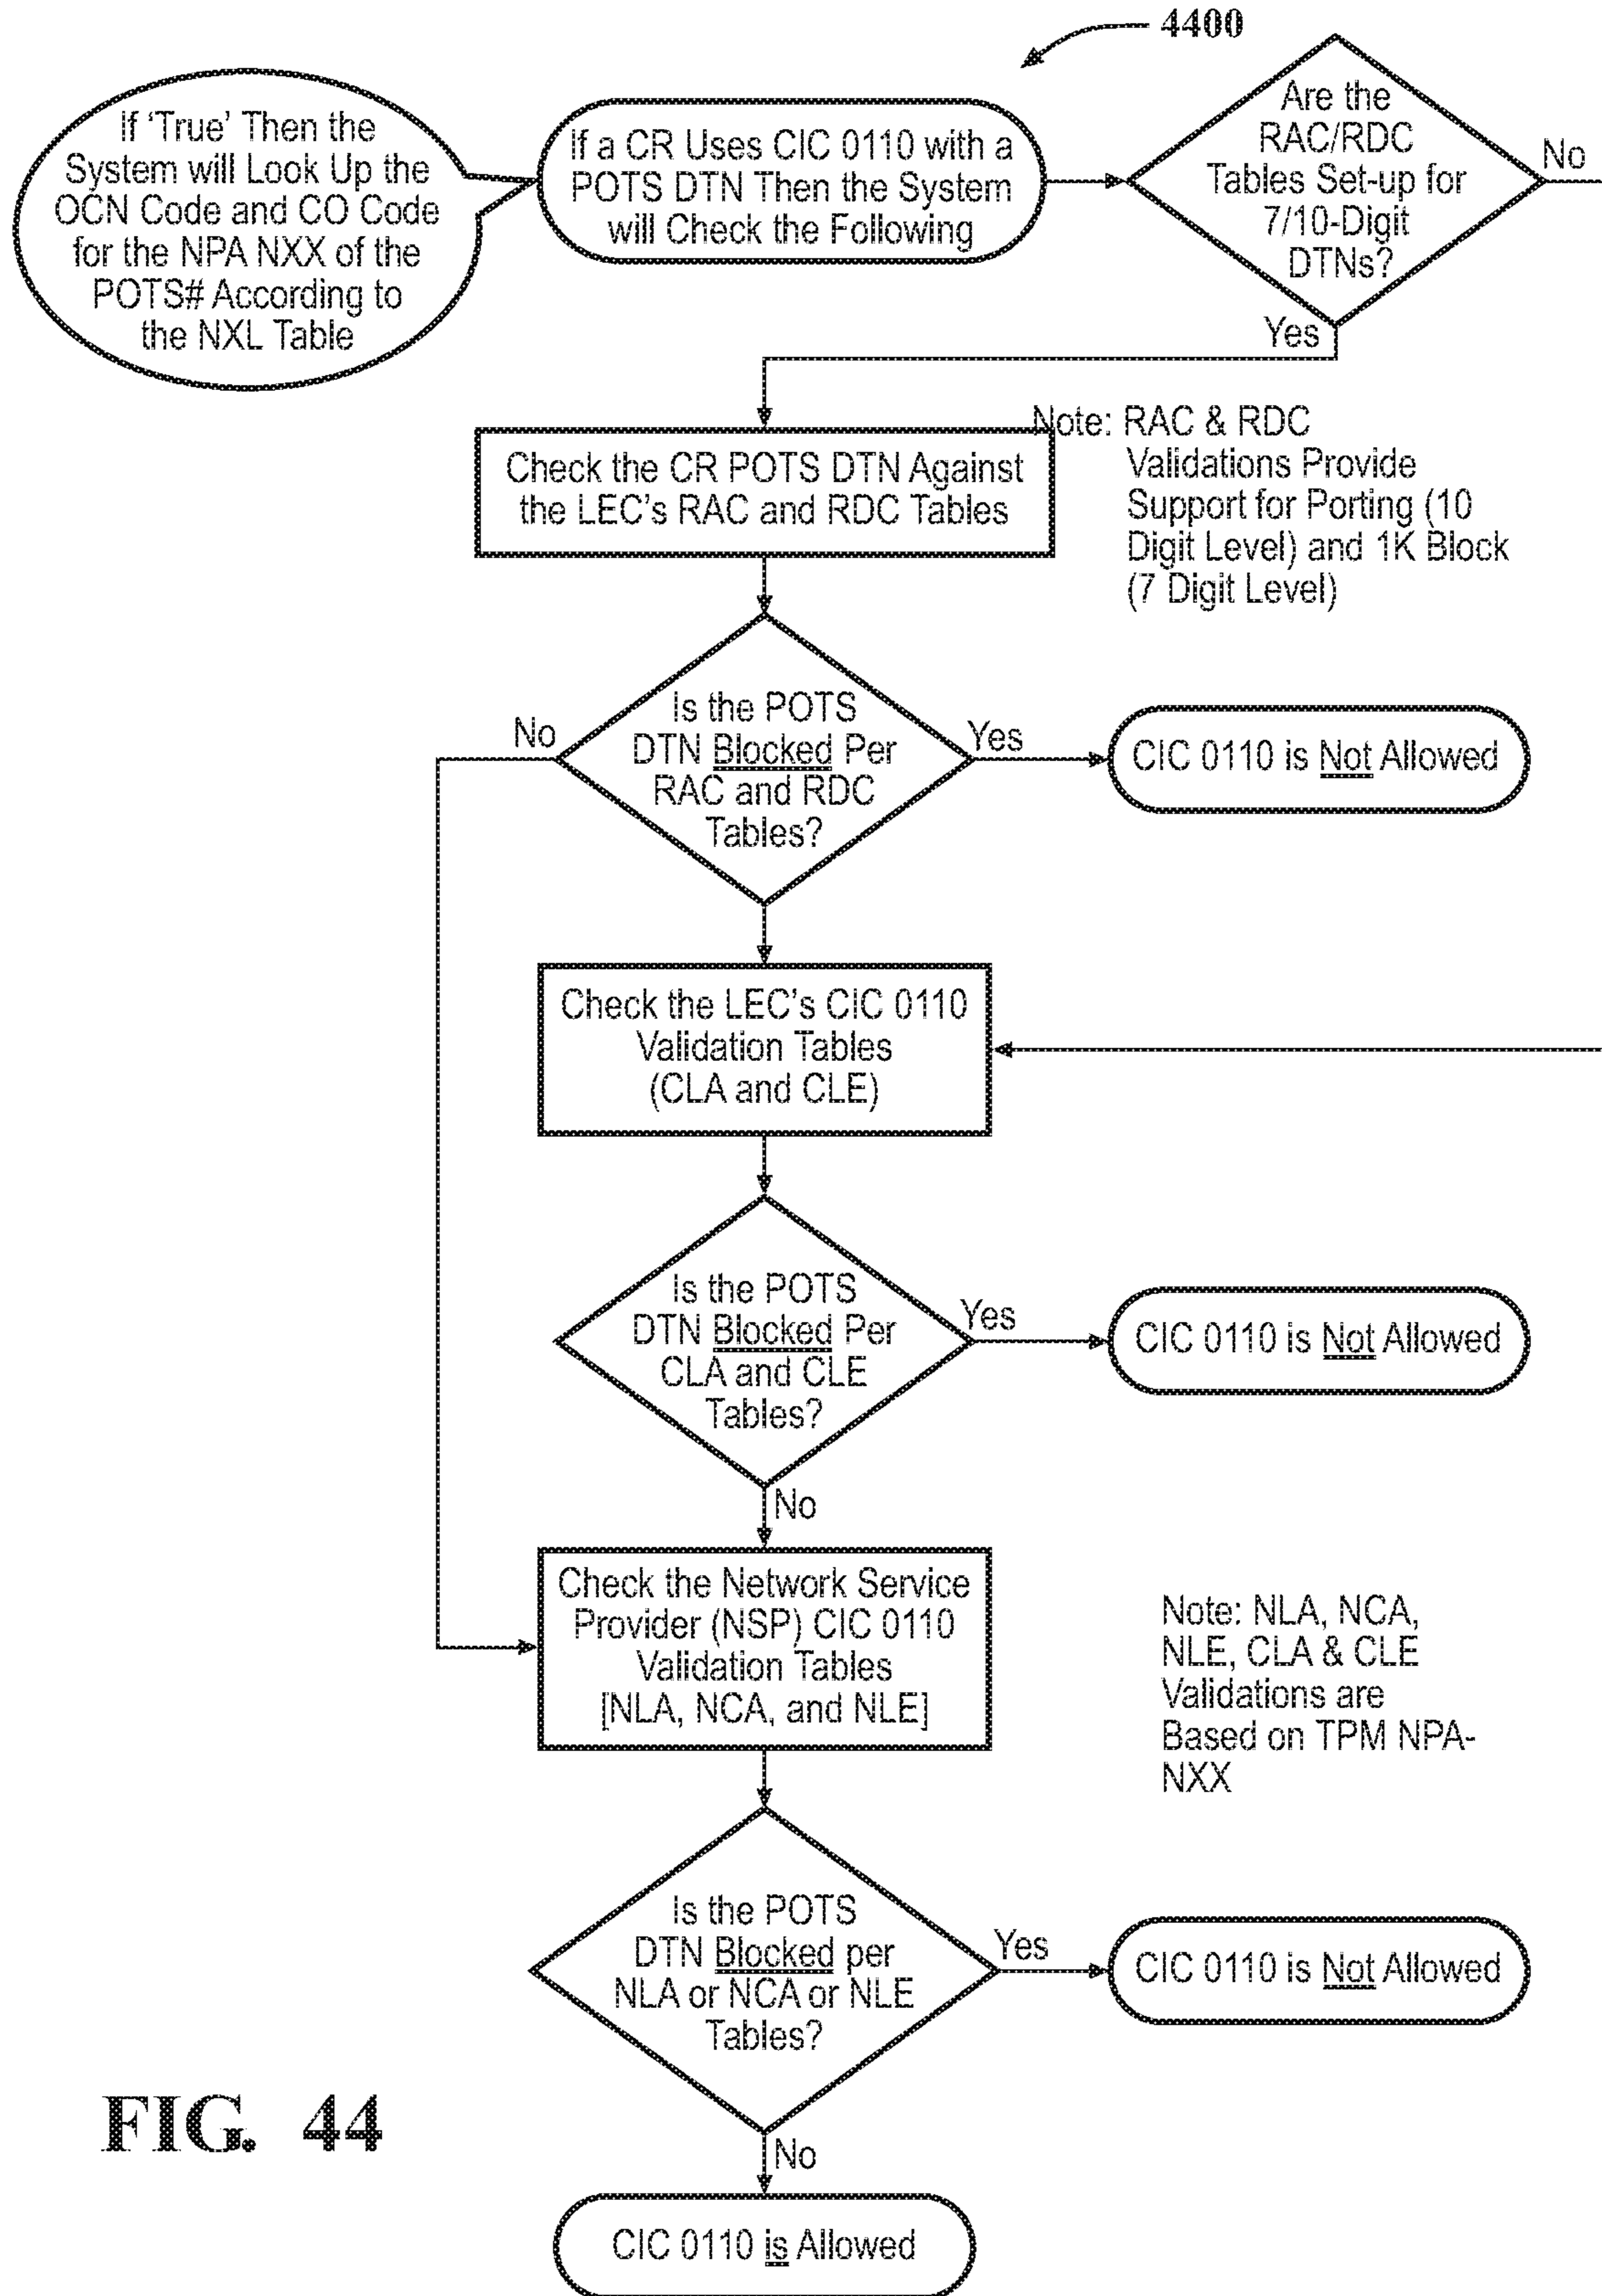 4400
If 'True' Then the
System will Look Up the
OCN Code and CO Code
for the NPA NXX of the
POTS# According to
the NXL Table
If a CR Uses CIC 0110 with a
POTS DTN Then the System
will Check the Following
Are the
RAC/RDC
Tables Set-up for
7/10-Digit
DTNs?
No
Yes
Check the CR POTS DTN Against
the LEC's RAC and RDC Tables
Note: RAC & RDC
Validations Provide
Support for Porting (10
Digit Level) and 1K Block
(7 Digit Level)
Is the POTS
DTN Blocked Per
RAC and RDC
Tables?
No
Yes
CIC 0110 is Not Allowed
Check the LEC's CIC 0110
Validation Tables
(CLA and CLE)
Is the POTS
DTN Blocked Per
CLA and CLE
Tables?
Yes
CIC 0110 is Not Allowed
No
Check the Network Service
Provider (NSP) CIC 0110
Validation Tables
[NLA, NCA, and NLE]
Note: NLA, NCA,
NLE, CLA & CLE
Validations are
Based on TPM NPA-
NXX
Is the POTS
DTN Blocked per
NLA or NCA or NLE
Tables?
Yes
CIC 0110 is Not Allowed
No
CIC 0110 is Allowed
FIG. 44